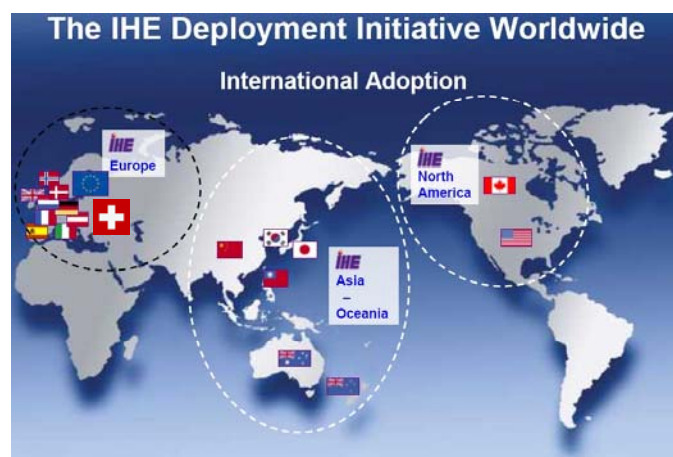 The IHE Deployment Initiative Worldwide
International Adoption
IHE
Europe
IHE
North
America
IHE
Asia
–
Oceania